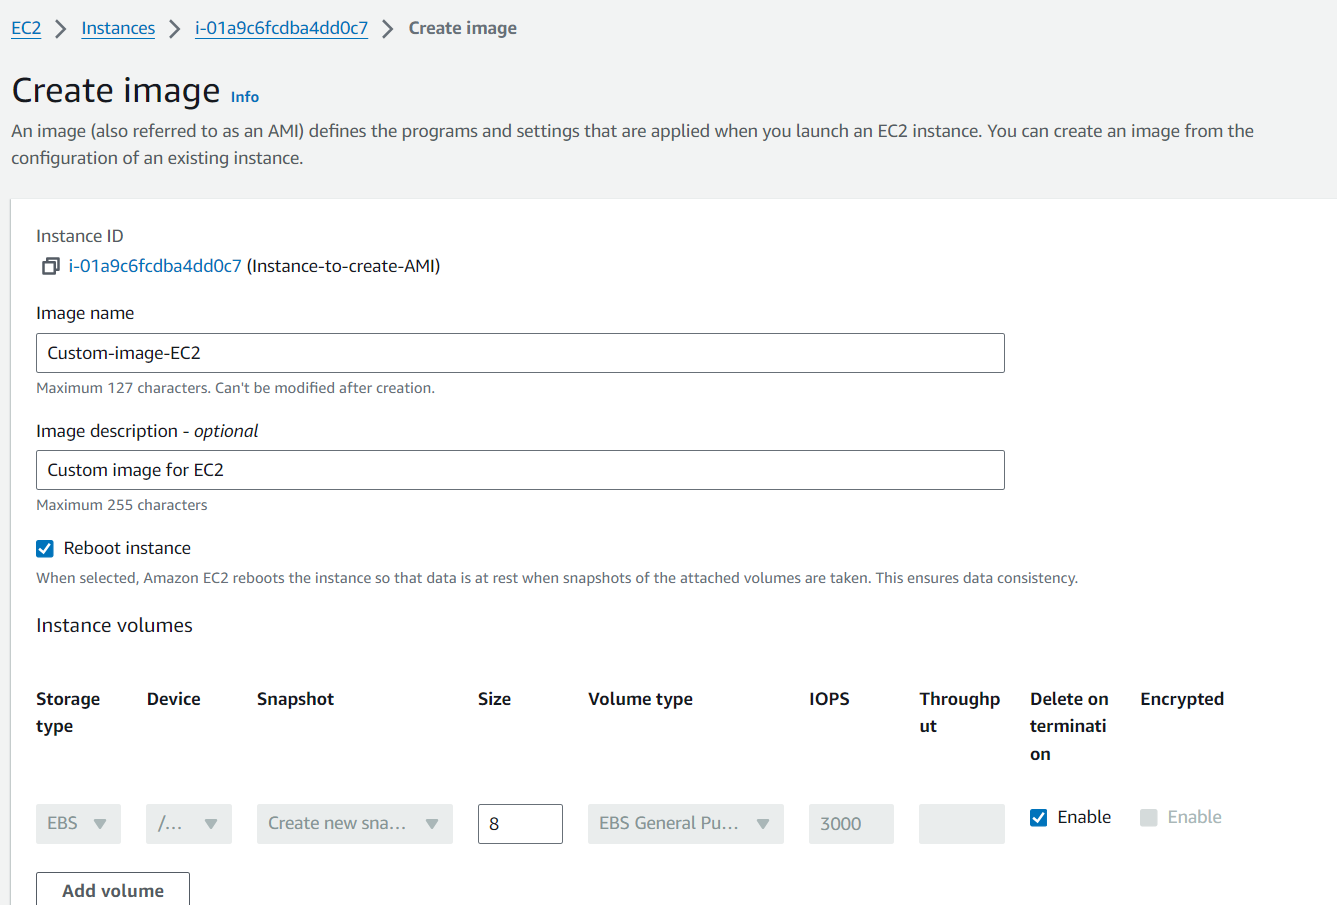 EC2 > Instances > i-01a9c6fcdba4dd0c7 > Create image
Create image Info
An image (also referred to as an AMI) defines the programs and settings that are applied when you launch an EC2 instance. You can create an image from the
configuration of an existing instance.
Instance ID
i-01a9c6fcdba4dd0c7 (Instance-to-create-AMI)
Image name
Custom-image-EC2
Maximum 127 characters. Can't be modified after creation.
Image description - optional
Custom image for EC2
Maximum 255 characters
Reboot instance
When selected, Amazon EC2 reboots the instance so that data is at rest when snapshots of the attached volumes are taken. This ensures data consistency.
Instance volumes
Storage Device Snapshot Size Volume type IOPS Throughp Delete on Encrypted
type ut terminati
on
EBS /... Create new sna... 8 EBS General Pu... 3000 Enable Enable
Add volume